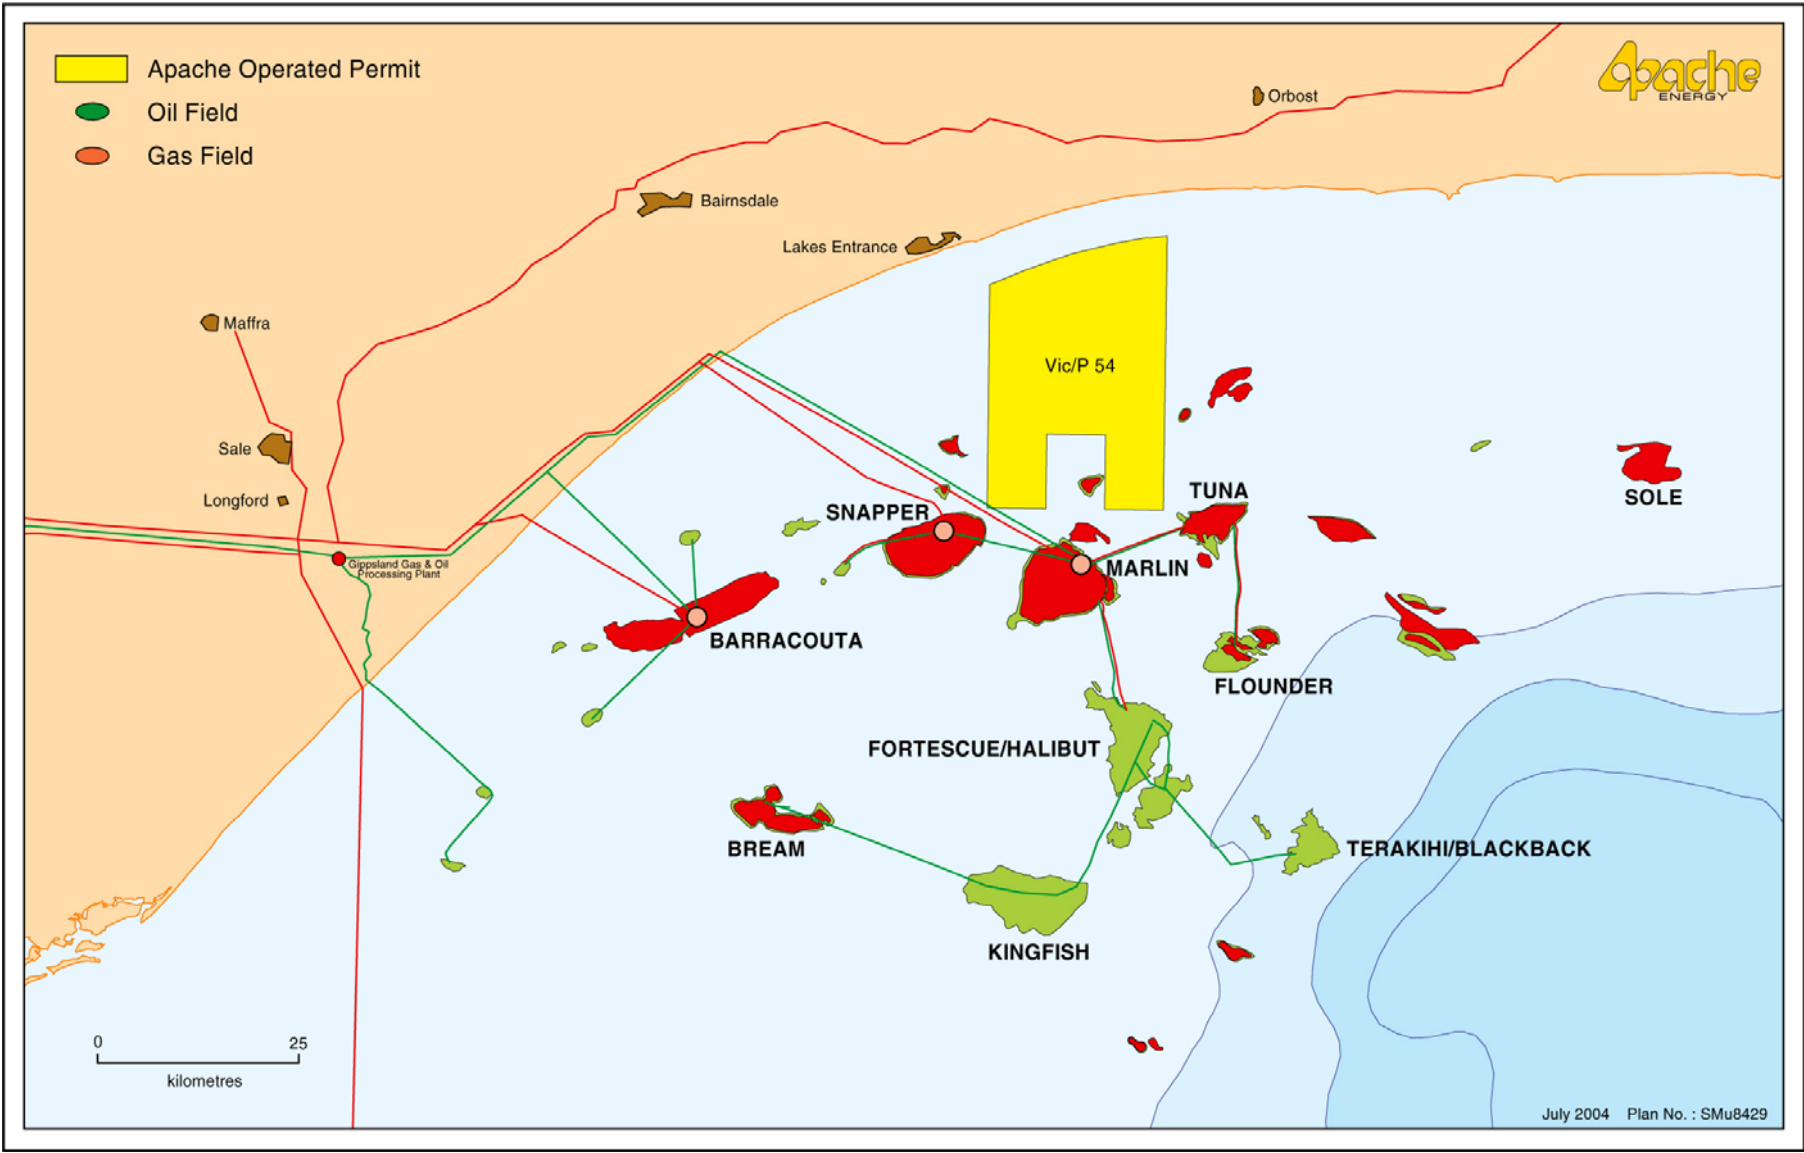 Apache Operated Permit
Oil Field
Gas Field
Apache
ENERGY
Orbost
Bairnsdale
Lakes Entrance
Maffra
Vic/P 54
Sale
Longford
TUNA
SOLE
SNAPPER
Gippsland Gas & Oil
Processing Plant
MARLIN
BARRACOUTA
FLOUNDER
FORTESCUE/HALIBUT
BREAM
TERAKIHI/BLACKBACK
KINGFISH
0 25
kilometres
July 2004 Plan No. : SMu8429